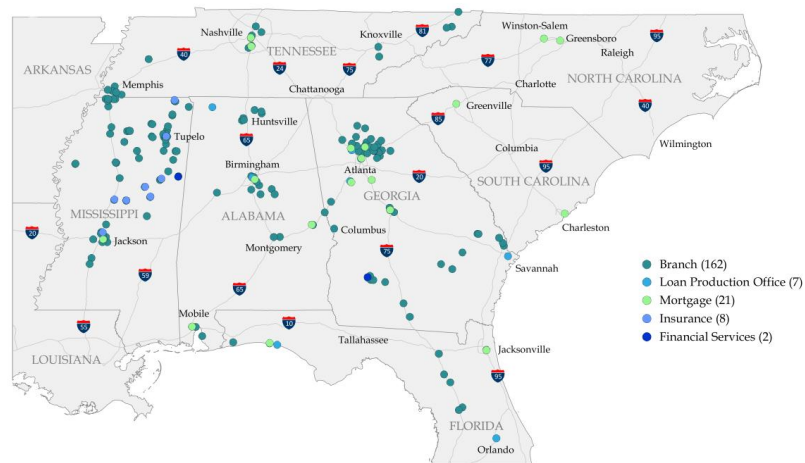 Nashville
40
TENNESSEE
Knoxville
81
Winston-Salem
Greensboro
Raleigh
95
77
ARKANSAS
24
75
Charlotte
NORTH CAROLINA
Memphis
Chattanooga
40
Greenville
85
Huntsville
65
Tupelo
Columbia
Wilmington
Birmingham
Atlanta
95
20
SOUTH CAROLINA
GEORGIA
MISSISSIPPI
ALABAMA
Charleston
20
Jackson
Columbus
Montgomery
75
Savannah
59
65
Mobile
55
10
Tallahassee
Jacksonville
LOUISIANA
95
FLORIDA
Orlando
Branch (162)
Loan Production Office (7)
Mortgage (21)
Insurance (8)
Financial Services (2)